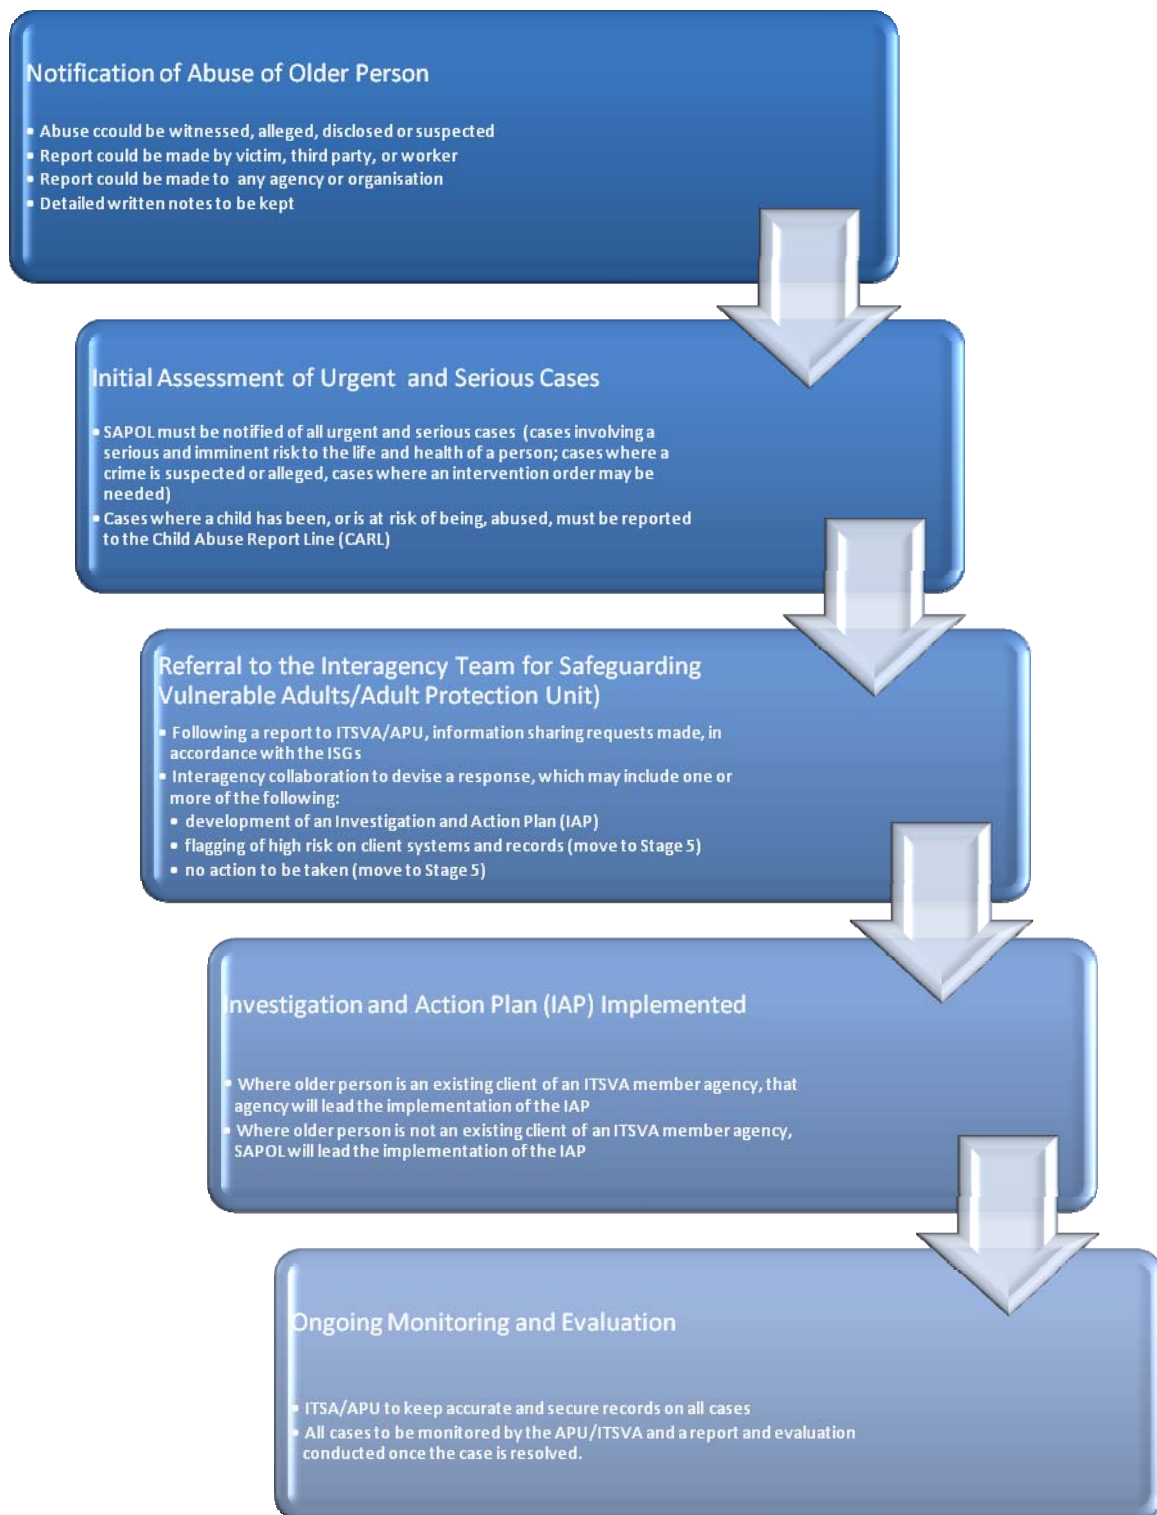 Notification of Abuse of Older Person
• Abuse ccould be witnessed, alleged, disclosed or suspected
• Report could be made by victim, third party, or worker
• Report could be made to any agency or organisation
• Detailed written notes to be kept
Initial Assessment of Urgent and Serious Cases
• SAPOL must be notified of all urgent and serious cases (cases involving a
serious and imminent risk to the life and health of a person; cases where a
crime is suspected or alleged, cases where an intervention order may be
needed)
• Cases where a child has been, or is at risk of being, abused, must be reported
to the Child Abuse Report Line (CARL)
Referral to the Interagency Team for Safeguarding
Vulnerable Adults/Adult Protection Unit)
• Following a report to ITSVA/APU, information sharing requests made, in
accordance with the ISGs
• Interagency collaboration to devise a response, which may include one or
more of the following:
• development of an Investigation and Action Plan (IAP)
• flagging of high risk on client systems and records (move to Stage 5)
• no action to be taken (move to Stage 5)
Investigation and Action Plan (IAP) Implemented
• Where older person is an existing client of an ITSVA member agency, that
agency will lead the implementation of the IAP
• Where older person is not an existing client of an ITSVA member agency,
SAPOL will lead the implementation of the IAP
Ongoing Monitoring and Evaluation
• ITSA/APU to keep accurate and secure records on all cases
• All cases to be monitored by the APU/ITSVA and a report and evaluation
conducted once the case is resolved.